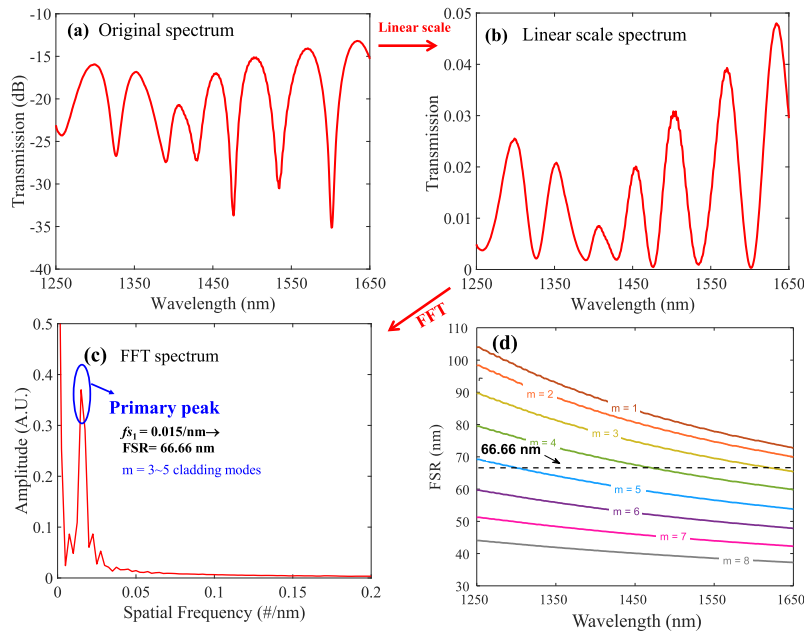 (a) Original spectrum
Transmission (dB)
-10
-15
-20
-25
-30
-35
-40
1250 1350 1450 1550 1650
Wavelength (nm)
Linear scale
(b) Linear scale spectrum
Transmission
0.05
0.04
0.03
0.02
0.01
0
1250 1350 1450 1550 1650
Wavelength (nm)
FFT
(c) FFT spectrum
Primary peak
fs1 = 0.015/nm→
FSR= 66.66 nm
m = 3~5 cladding modes
Amplitude (A.U.)
0.5
0.4
0.3
0.2
0.1
0
0 0.05 0.1 0.15 0.2
Spatial Frequency (#/nm)
(d)
FSR (nm)
110
100
90
80
70
60
50
40
30
m = 1
m = 2
m = 3
m = 4
66.66 nm
m = 5
m = 6
m = 7
m = 8
1250 1350 1450 1550 1650
Wavelength (nm)